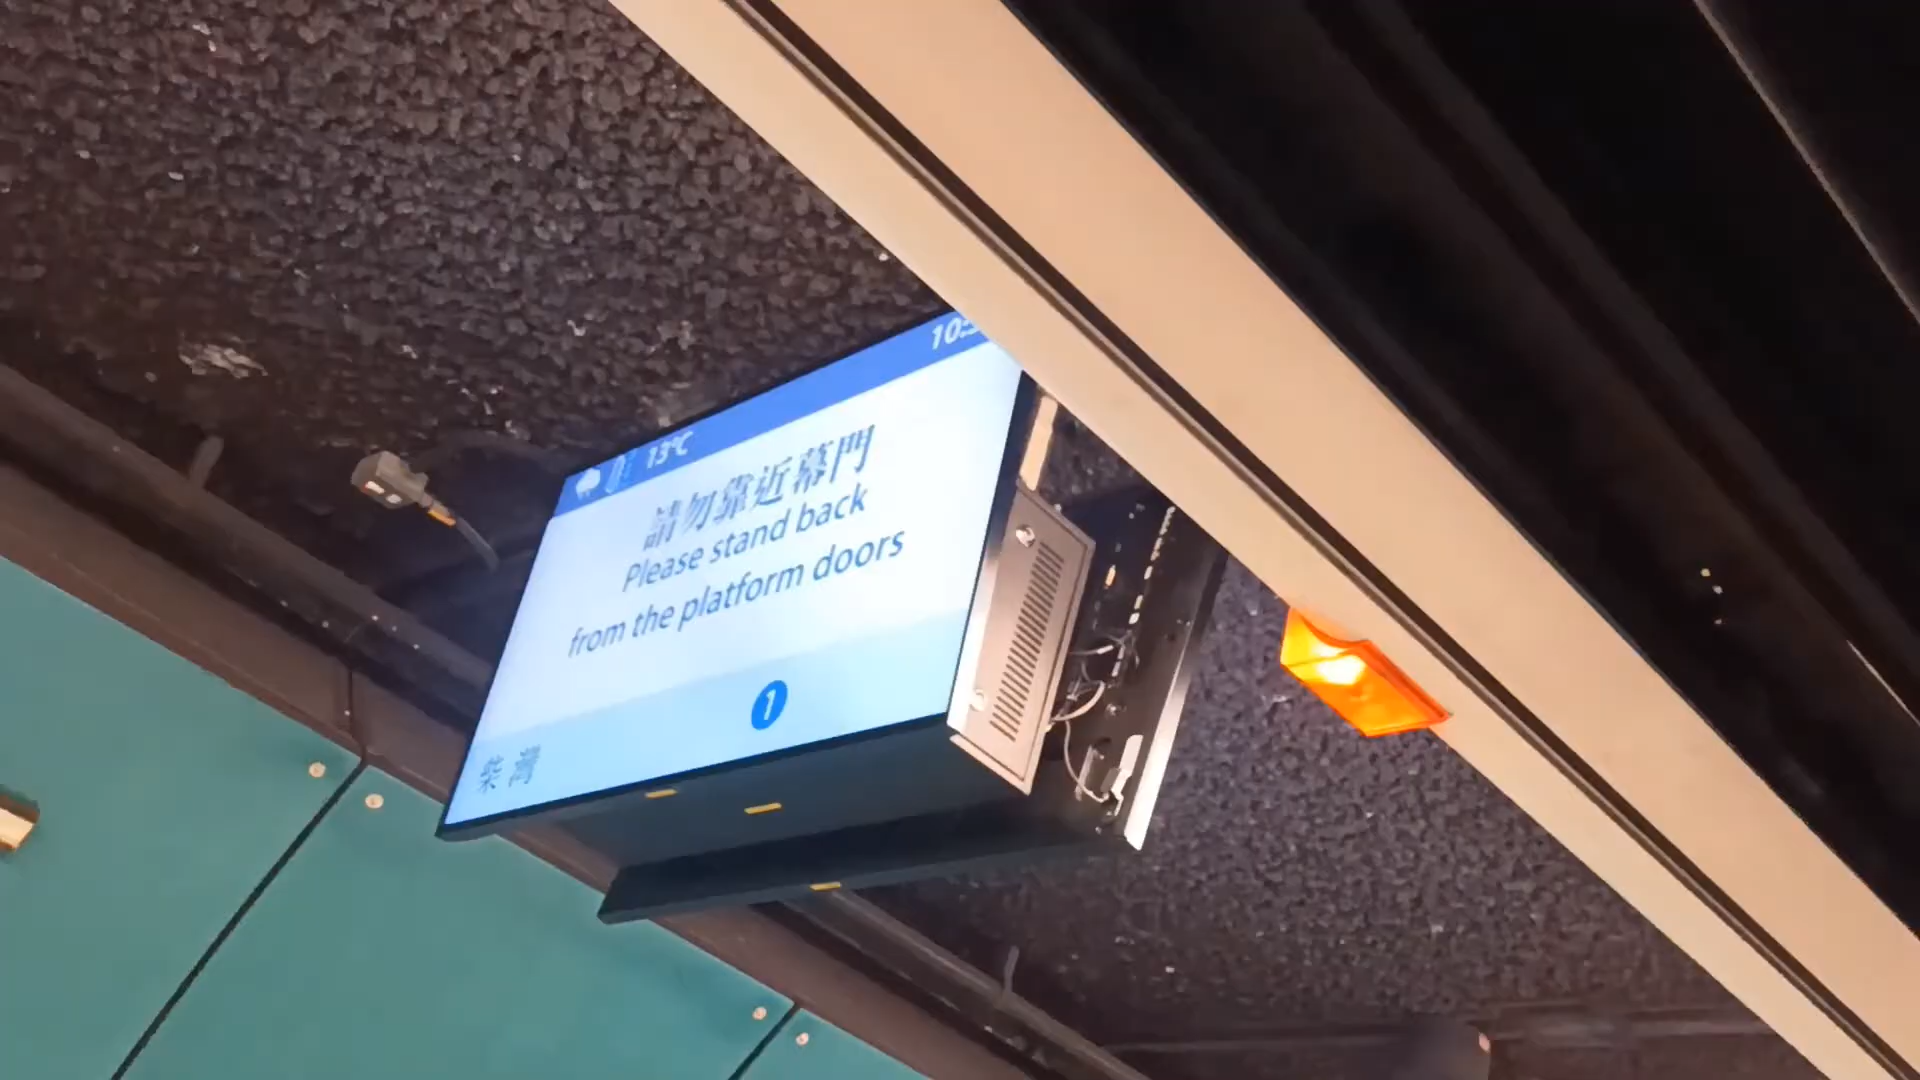 13°C
請勿靠近幕門
Please stand back
from the platform doors
1
柴灣